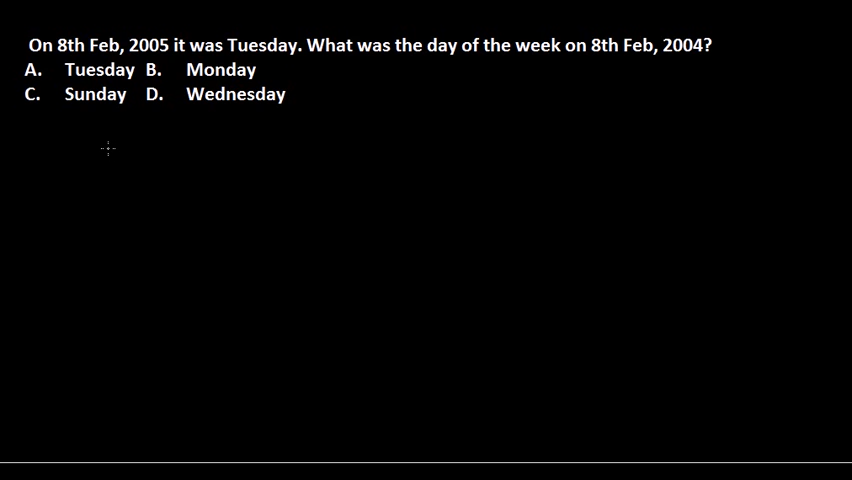 On 8th Feb, 2005 it was Tuesday. What was the day of the week on 8th Feb, 2004?
A. Tuesday B. Monday
C. Sunday D. Wednesday